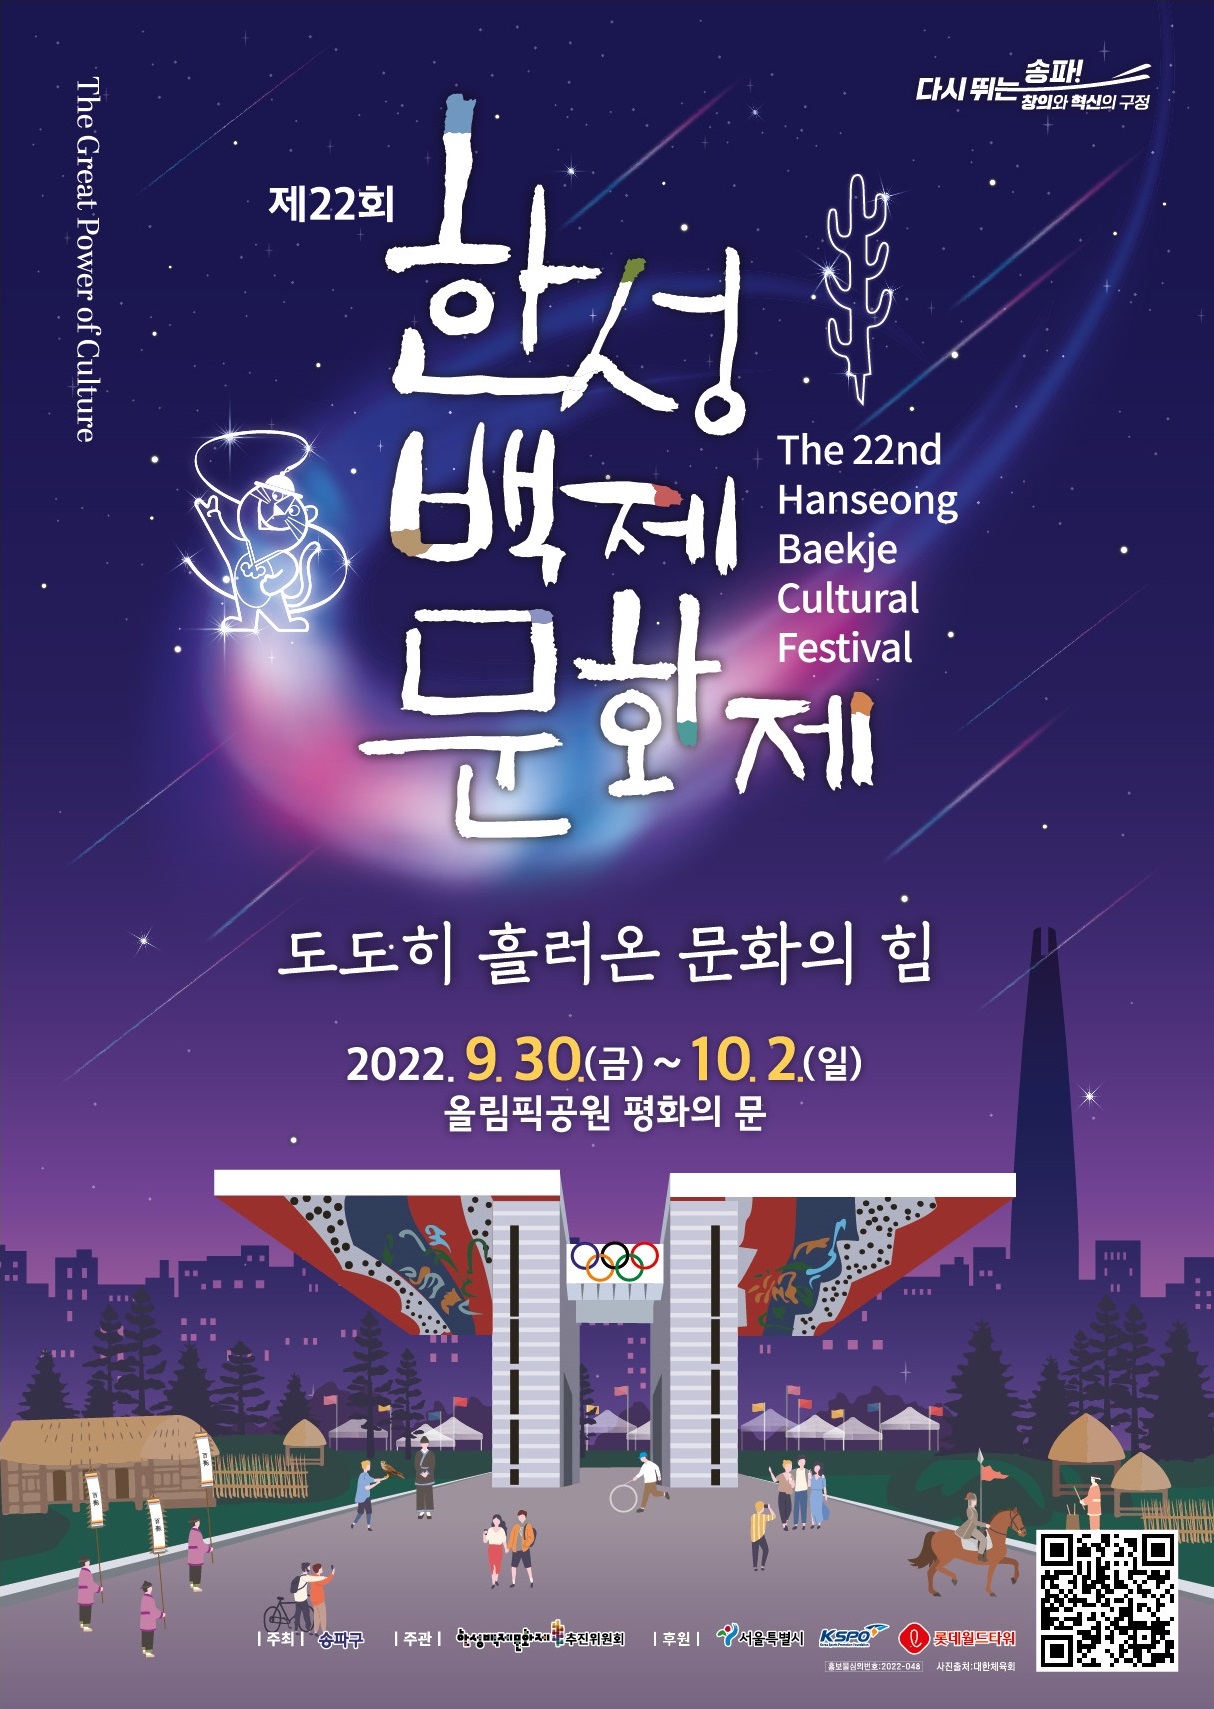 The Great Power of Culture
다시 뛰는 송파!
창의와 혁신의 구정
제22회
한성
백제
문화제
The 22nd
Hanseong
Baekje
Cultural
Festival
도도히 흘러온 문화의 힘
2022. 9. 30.(금) ~ 10. 2.(일)
올림픽공원 평화의 문
| 주최 | 송파구 | 주관 | 한성백제문화제 추진위원회 | 후원 | 서울특별시 KSPO 롯데월드타워
홍보물심의번호:2022-048 사진출처:대한체육회